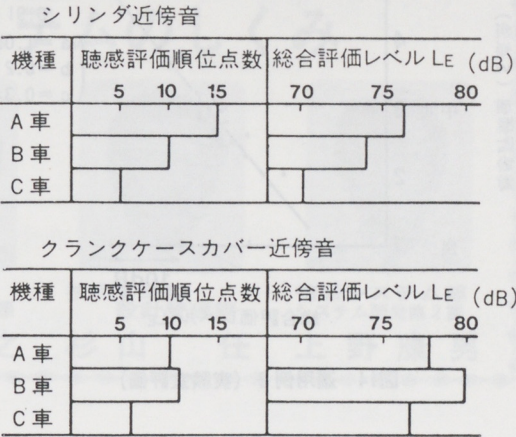 シリンダ近傍音
機種 聴感評価順位点数 総合評価レベル LE (dB)
5 10 15 70 75 80
A車
B車
C車
クランクケースカバー近傍音
機種 聴感評価順位点数 総合評価レベル LE (dB)
5 10 15 70 75 80
A車
B車
C車